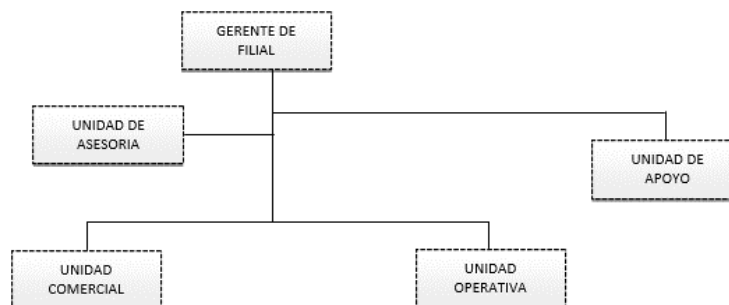 GERENTE DE
FILIAL
UNIDAD DE
ASESORIA
UNIDAD DE
APOYO
UNIDAD
COMERCIAL
UNIDAD
OPERATIVA